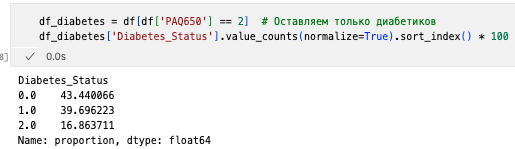 df_diabetes = df[df['PAQ650'] == 2]  # Оставляем только диабетиков
df_diabetes['Diabetes_Status'].value_counts(normalize=True).sort_index() * 100
8]
✓ 0.0s
Diabetes_Status
0.0    43.440066
1.0    39.696223
2.0    16.863711
Name: proportion, dtype: float64